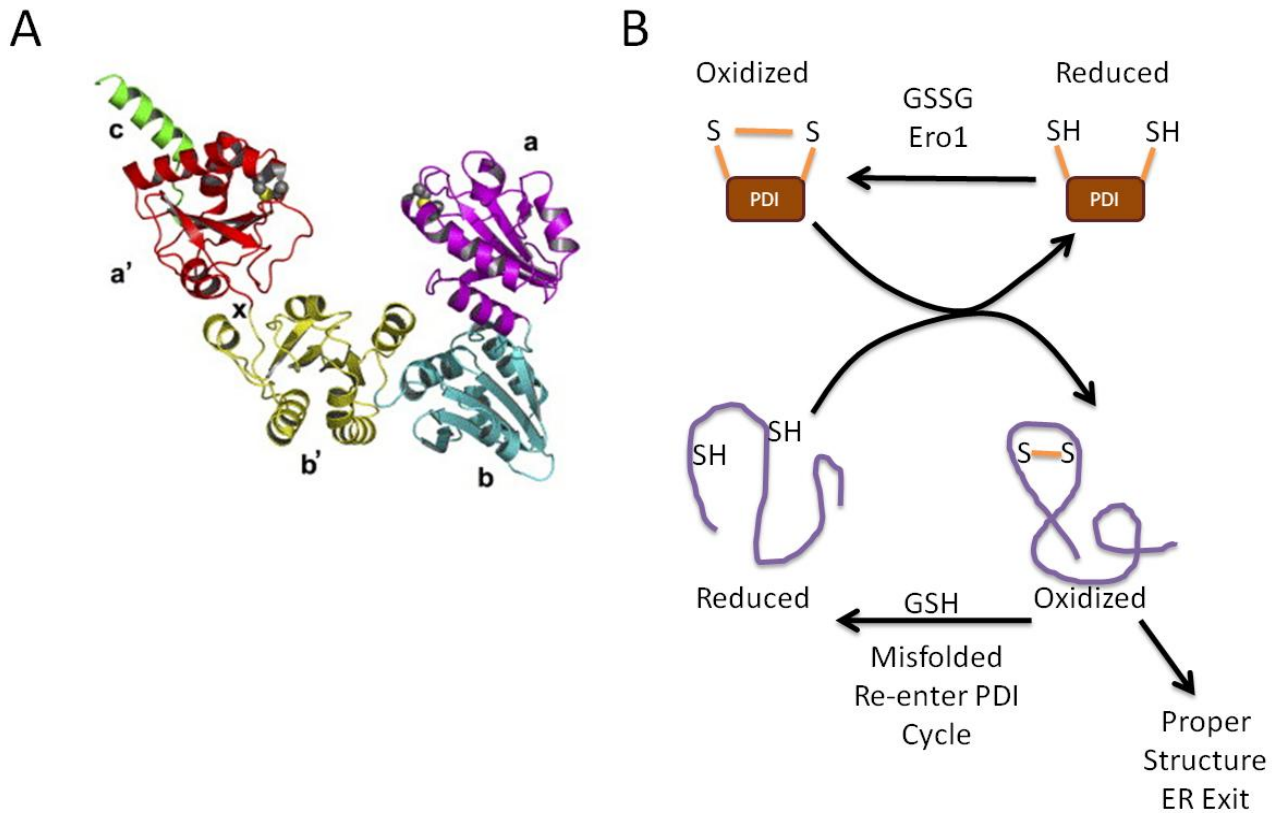 A
c
a
a’
x
b’
b
B
Oxidized
Reduced
GSSG
Ero1
S
S
SH
SH
PDI
PDI
SH
SH
S
S
Reduced
GSH
Oxidized
Misfolded
Re-enter PDI
Cycle
Proper
Structure
ER Exit